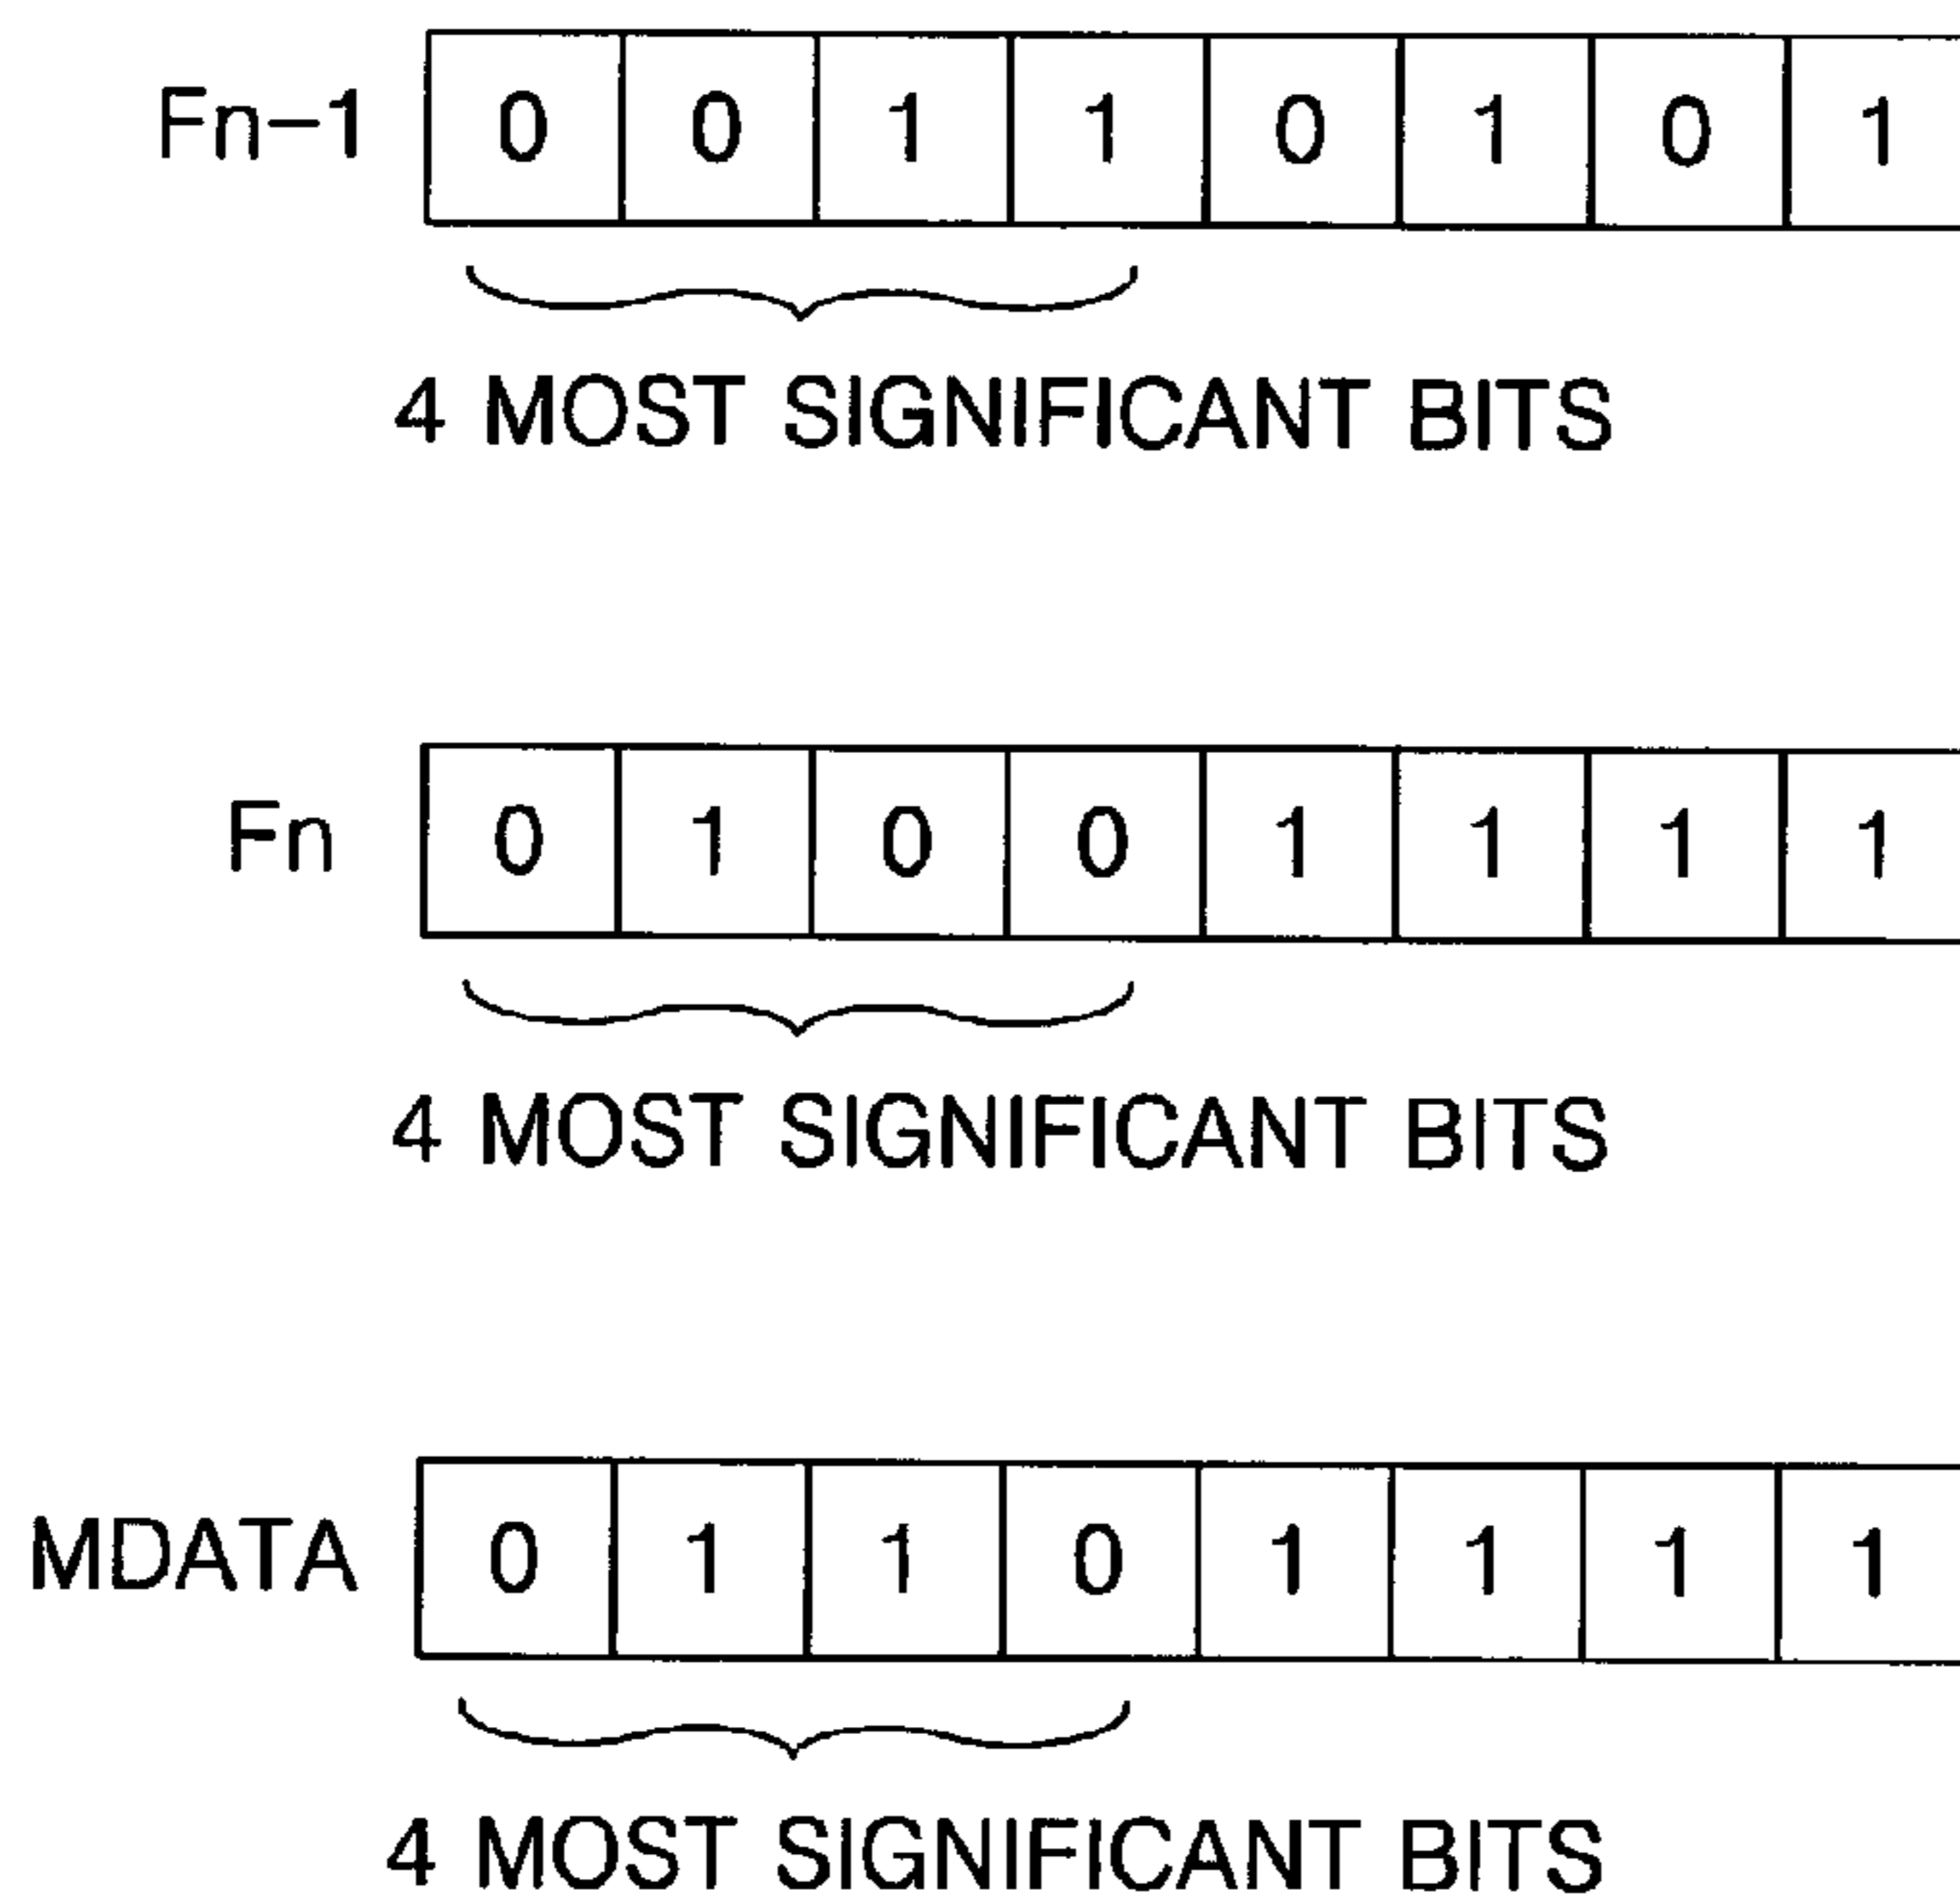 Fn-1 0 0 1 1 0 1 0 1
4 MOST SIGNIFICANT BITS
Fn 0 1 0 0 1 1 1 1
4 MOST SIGNIFICANT BITS
MDATA 0 1 1 0 1 1 1 1
4 MOST SIGNIFICANT BITS